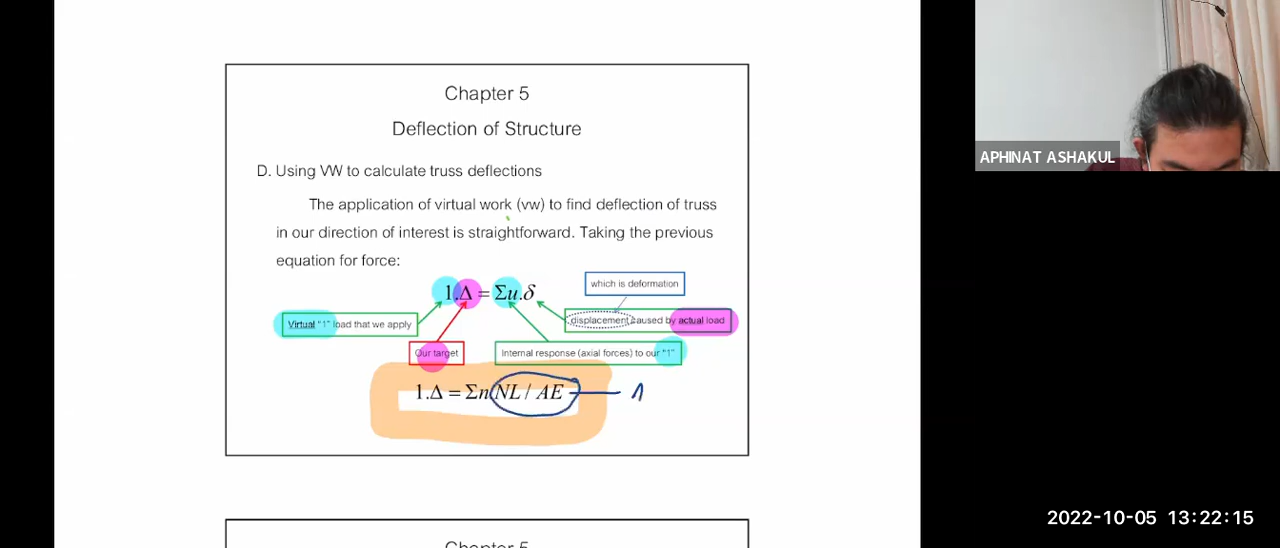 Chapter 5
Deflection of Structure
D. Using VW to calculate truss deflections
The application of virtual work (vw) to find deflection of truss
in our direction of interest is straightforward. Taking the previous
equation for force:
which is deformation
1.Δ = Σu.δ
Virtual "1" load that we apply
displacement caused by actual load
Our target
Internal response (axial forces) to our "1"
1.Δ = Σn(NL / AE)
Chapter 5
APHINAT ASHAKUL
2022-10-05 13:22:15